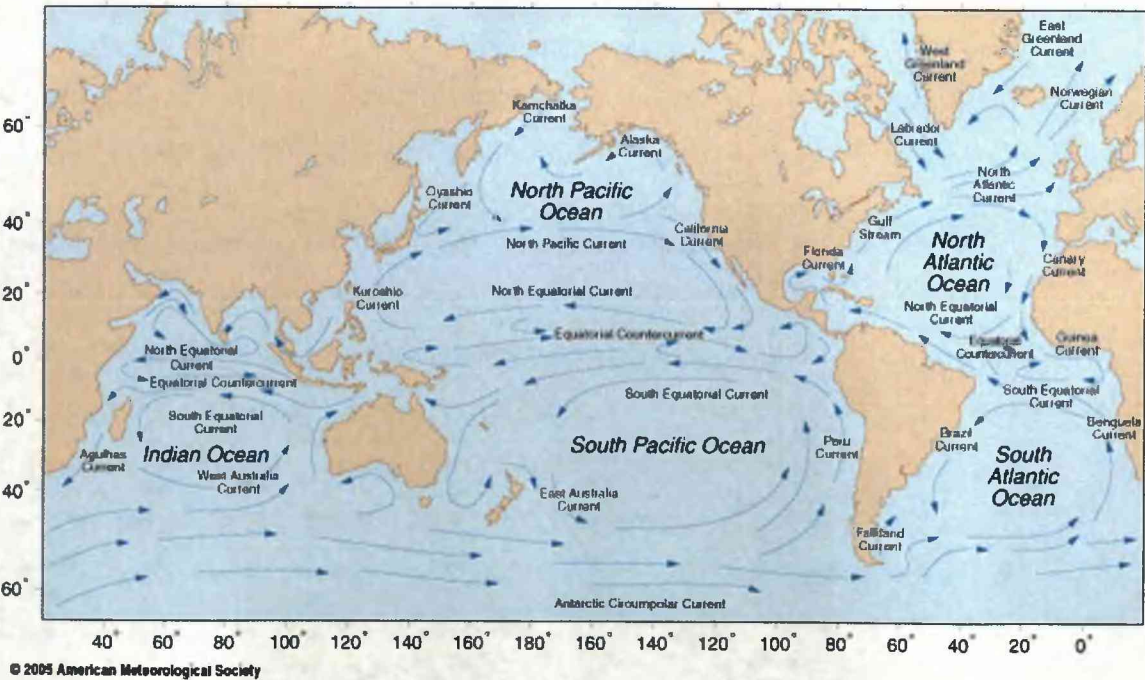 East
Greenland
Current
West
Greenland
Current
Norwegian
Current
Kamchatka
Current
60°
Labrador
Current
Alaska
Current
North
Atlantic
Current
Oyashio
Current
North Pacific
Ocean
40°
Gulf
Stream
California
Current
North Pacific Current
North
Atlantic
Ocean
Florida
Current
Canary
Current
20°
Kuroshio
Current
North Equatorial Current
North Equatorial
Current
Equatorial Countercurrent
Equatorial
Countercurrent
Guinea
Current
0°
North Equatorial
Current
Equatorial Countercurrent
South Equatorial Current
South Equatorial
Current
20°
South Equatorial
Current
Benguela
Current
Agulhas
Current
Indian Ocean
South Pacific Ocean
Peru
Current
Brazil
Current
South
Atlantic
Ocean
West Australia
Current
40°
East Australia
Current
Falkland
Current
60°
Antarctic Circumpolar Current
40° 60° 80° 100° 120° 140° 160° 180° 160° 140° 120° 100° 80° 60° 40° 20° 0°
© 2005 American Meteorological Society